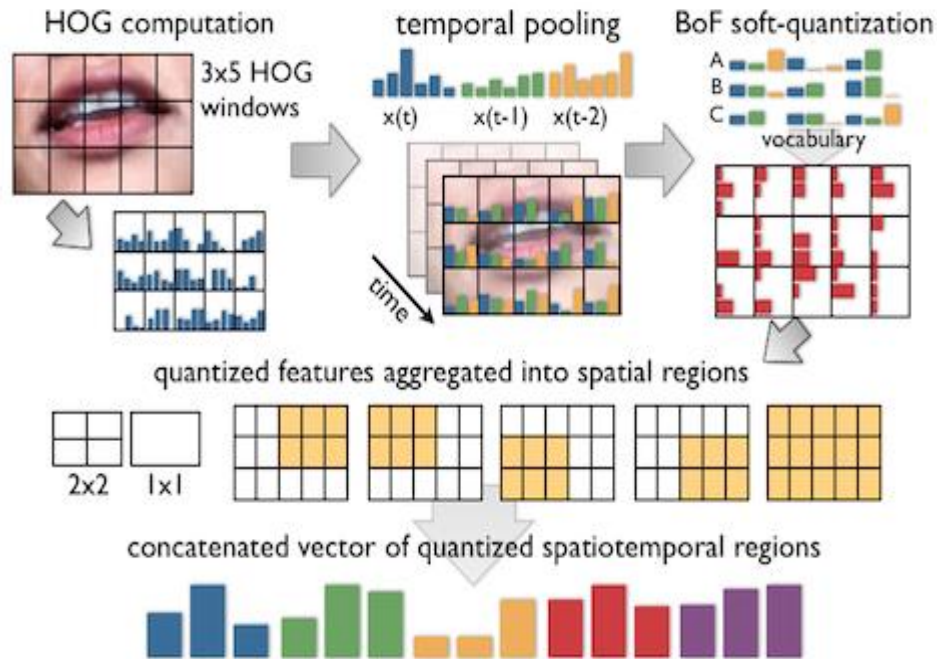 HOG computation
3x5 HOG
windows
temporal pooling
x(t)
x(t-1)
x(t-2)
time
BoF soft-quantization
A
B
C
vocabulary
quantized features aggregated into spatial regions
2x2
1x1
concatenated vector of quantized spatiotemporal regions